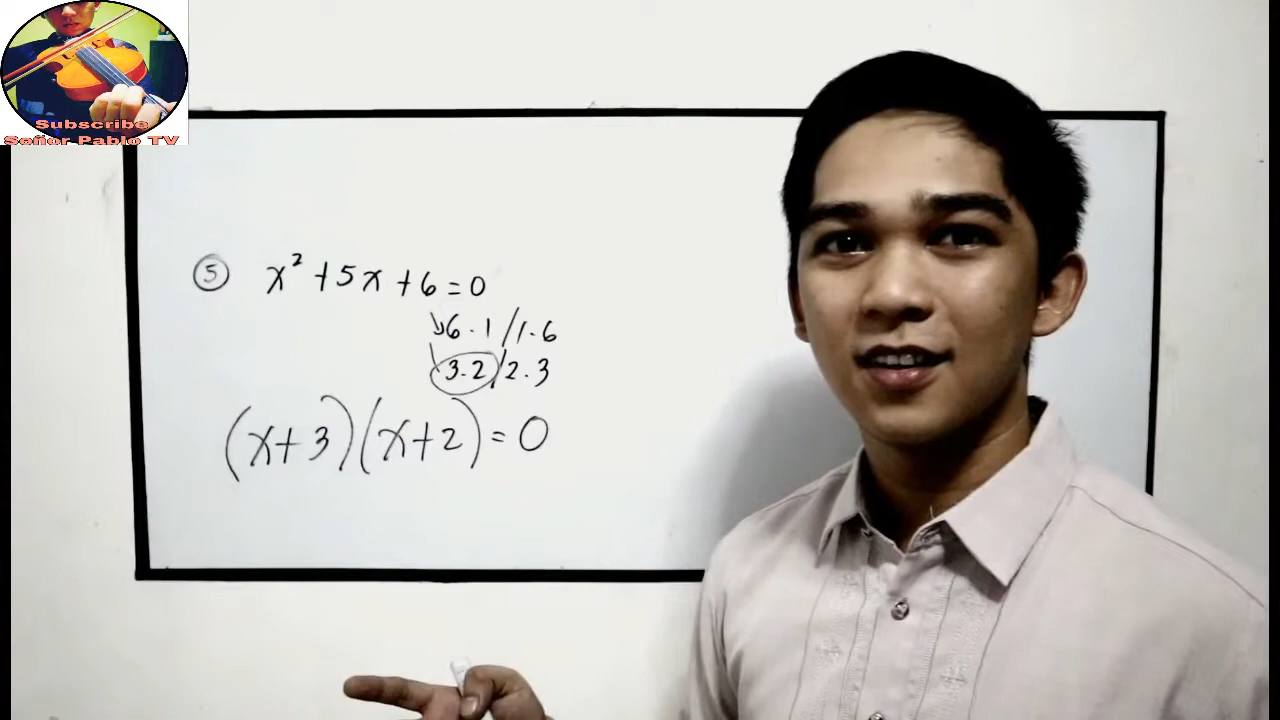 Subscribe
Señor Pablo TV
⑤ x² + 5x + 6 = 0
6 · 1 / 1 · 6
3 · 2 / 2 · 3
(x + 3)(x + 2) = 0